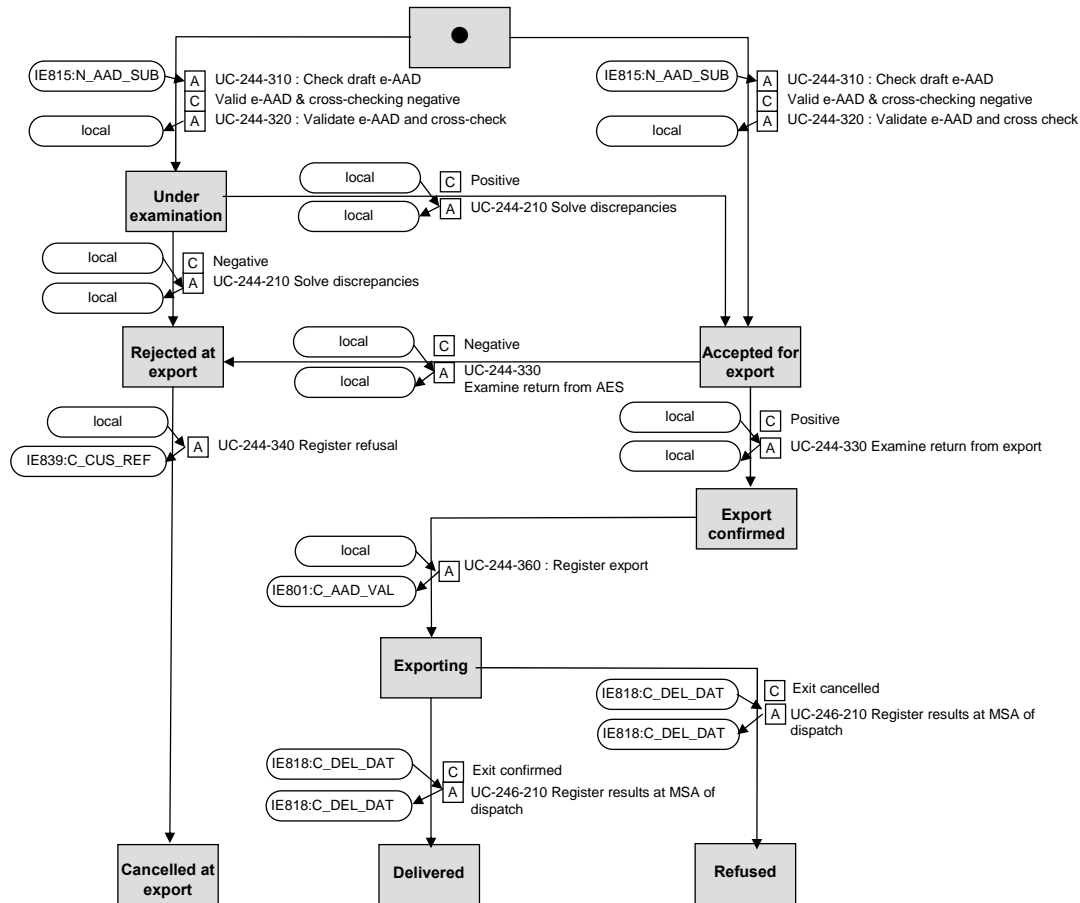 IE815:N_AAD_SUB
A UC-244-310 : Check draft e-AAD
C Valid e-AAD & cross-checking negative
local
A UC-244-320 : Validate e-AAD and cross-check
IE815:N_AAD_SUB
A UC-244-310 : Check draft e-AAD
C Valid e-AAD & cross-checking negative
local
A UC-244-320 : Validate e-AAD and cross check
Under
examination
local
C Positive
local
A UC-244-210 Solve discrepancies
local
C Negative
local
A UC-244-210 Solve discrepancies
Rejected at
export
local
C Negative
local
A UC-244-330
Examine return from AES
Accepted for
export
local
A UC-244-340 Register refusal
IE839:C_CUS_REF
local
C Positive
local
A UC-244-330 Examine return from export
Export
confirmed
local
A UC-244-360 : Register export
IE801:C_AAD_VAL
Exporting
IE818:C_DEL_DAT
C Exit cancelled
IE818:C_DEL_DAT
A UC-246-210 Register results at MSA of
dispatch
IE818:C_DEL_DAT
C Exit confirmed
IE818:C_DEL_DAT
A UC-246-210 Register results at MSA of
dispatch
Cancelled at
export
Delivered
Refused